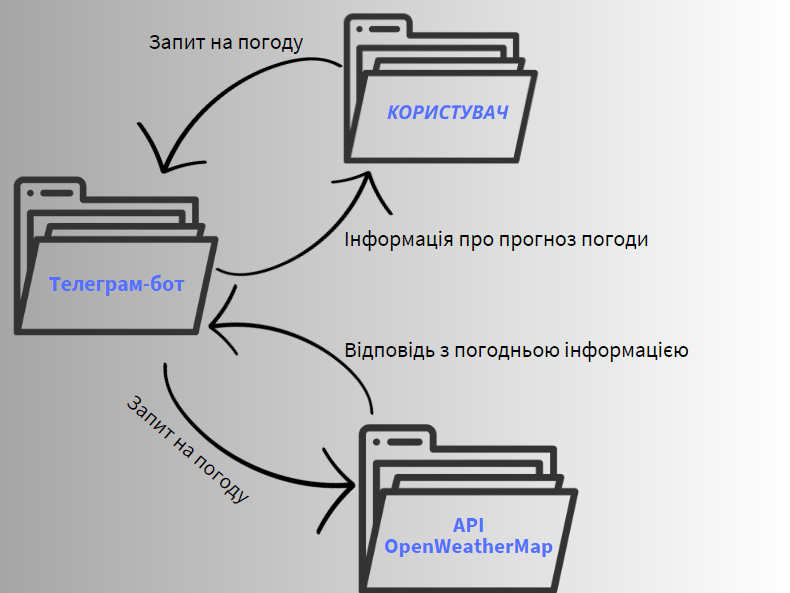 Запит на погоду
КОРИСТУВАЧ
Інформація про прогноз погоди
Телеграм-бот
Відповідь з погодньою інформацією
Запит на погоду
API
OpenWeatherMap